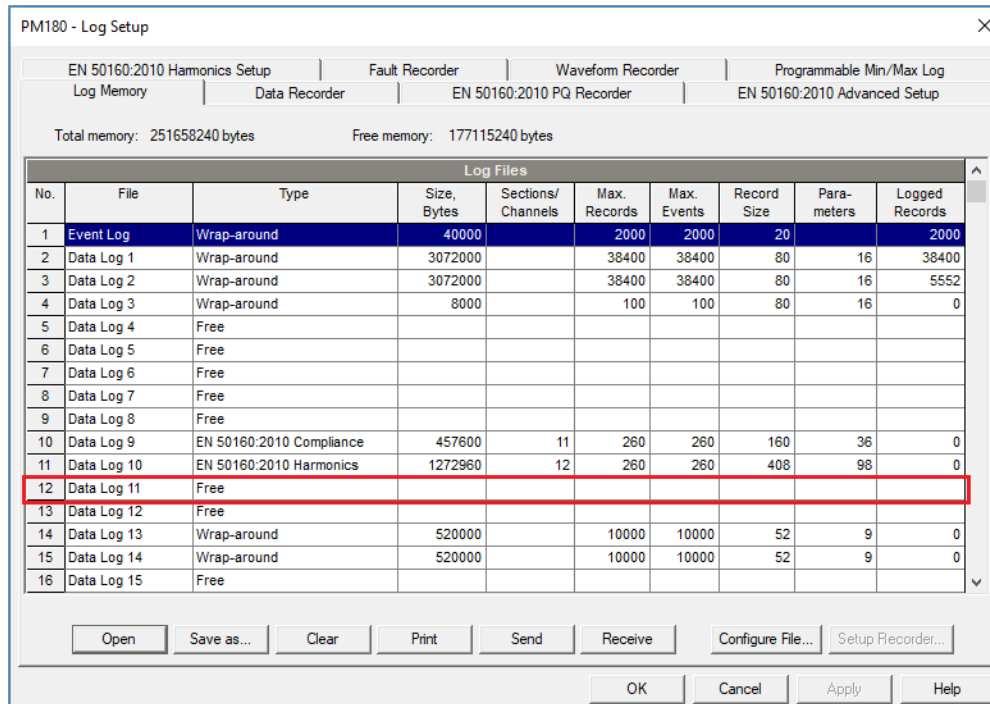 PM180 - Log Setup
EN 50160:2010 Harmonics Setup Fault Recorder Waveform Recorder Programmable Min/Max Log
Log Memory Data Recorder EN 50160:2010 PQ Recorder EN 50160:2010 Advanced Setup
Total memory: 251658240 bytes Free memory: 177115240 bytes
Log Files
No. File Type Size, Bytes Sections/ Channels Max. Records Max. Events Record Size Para- meters Logged Records
1 Event Log Wrap-around 40000 2000 2000 20 2000
2 Data Log 1 Wrap-around 3072000 38400 38400 80 16 38400
3 Data Log 2 Wrap-around 3072000 38400 38400 80 16 5552
4 Data Log 3 Wrap-around 8000 100 100 80 16 0
5 Data Log 4 Free
6 Data Log 5 Free
7 Data Log 6 Free
8 Data Log 7 Free
9 Data Log 8 Free
10 Data Log 9 EN 50160:2010 Compliance 457600 11 260 260 160 36 0
11 Data Log 10 EN 50160:2010 Harmonics 1272960 12 260 260 408 98 0
12 Data Log 11 Free
13 Data Log 12 Free
14 Data Log 13 Wrap-around 520000 10000 10000 52 9 0
15 Data Log 14 Wrap-around 520000 10000 10000 52 9 0
16 Data Log 15 Free
Open Save as... Clear Print Send Receive Configure File... Setup Recorder...
OK Cancel Apply Help